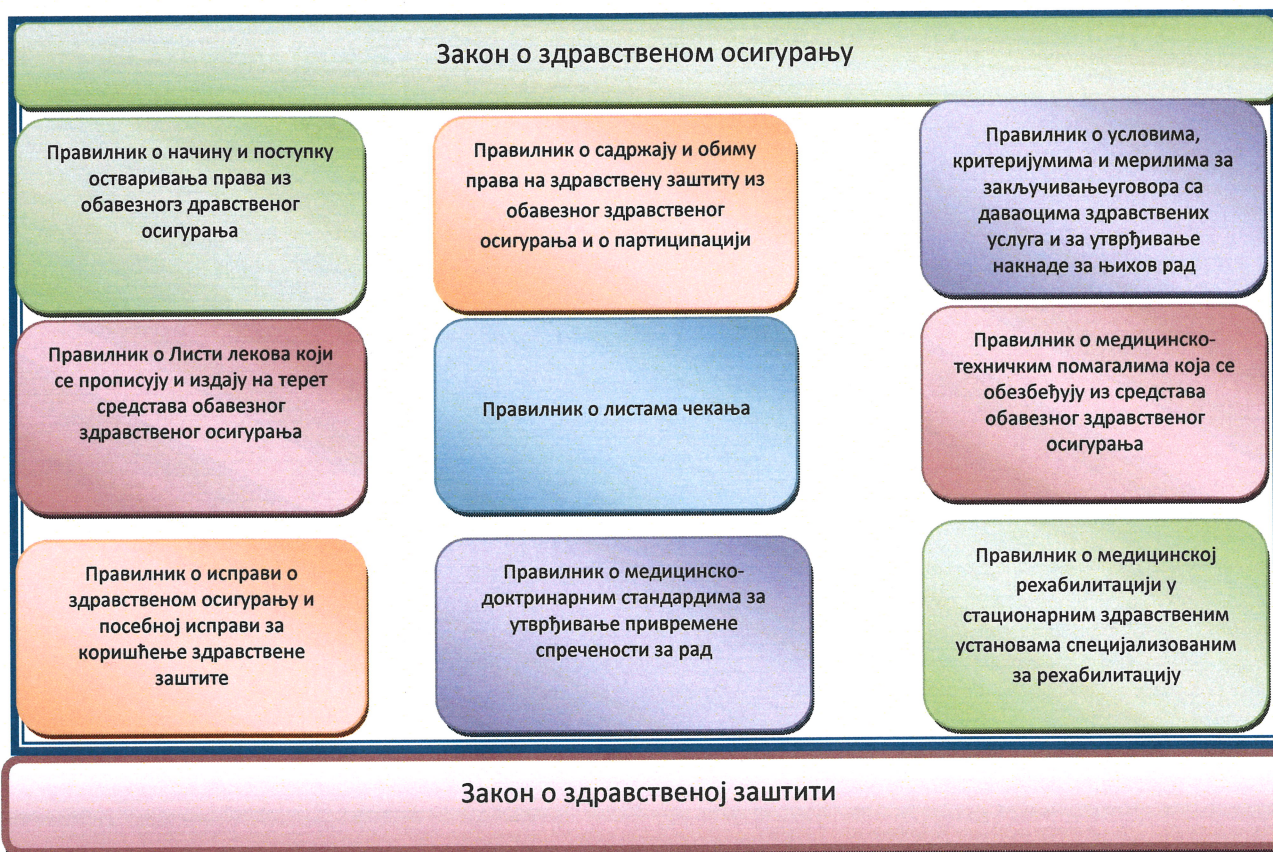 Закон о здравственом осигурању
Правилник о начину и поступку
остваривања права из
обавезногз дравственог
осигурања
Правилник о садржају и обиму
права на здравствену заштиту из
обавезног здравственог
осигурања и о партиципацији
Правилник о условима,
критеријумима и мерилима за
закључивањеуговора са
даваоцима здравствених
услуга и за утврђивање
накнаде за њихов рад
Правилник о Листи лекова који
се прописују и издају на терет
средстава обавезног
здравственог осигурања
Правилник о листама чекања
Правилник о медицинско-
техничким помагалима која се
обезбеђују из средстава
обавезног здравственог
осигурања
Правилник о исправи о
здравственом осигурању и
посебној исправи за
коришћење здравствене
заштите
Правилник о медицинско-
доктринарним стандардима за
утврђивање привремене
спречености за рад
Правилник о медицинској
рехабилитацији у
стационарним здравственим
установама специјализованим
за рехабилитацију
Закон о здравственој заштити